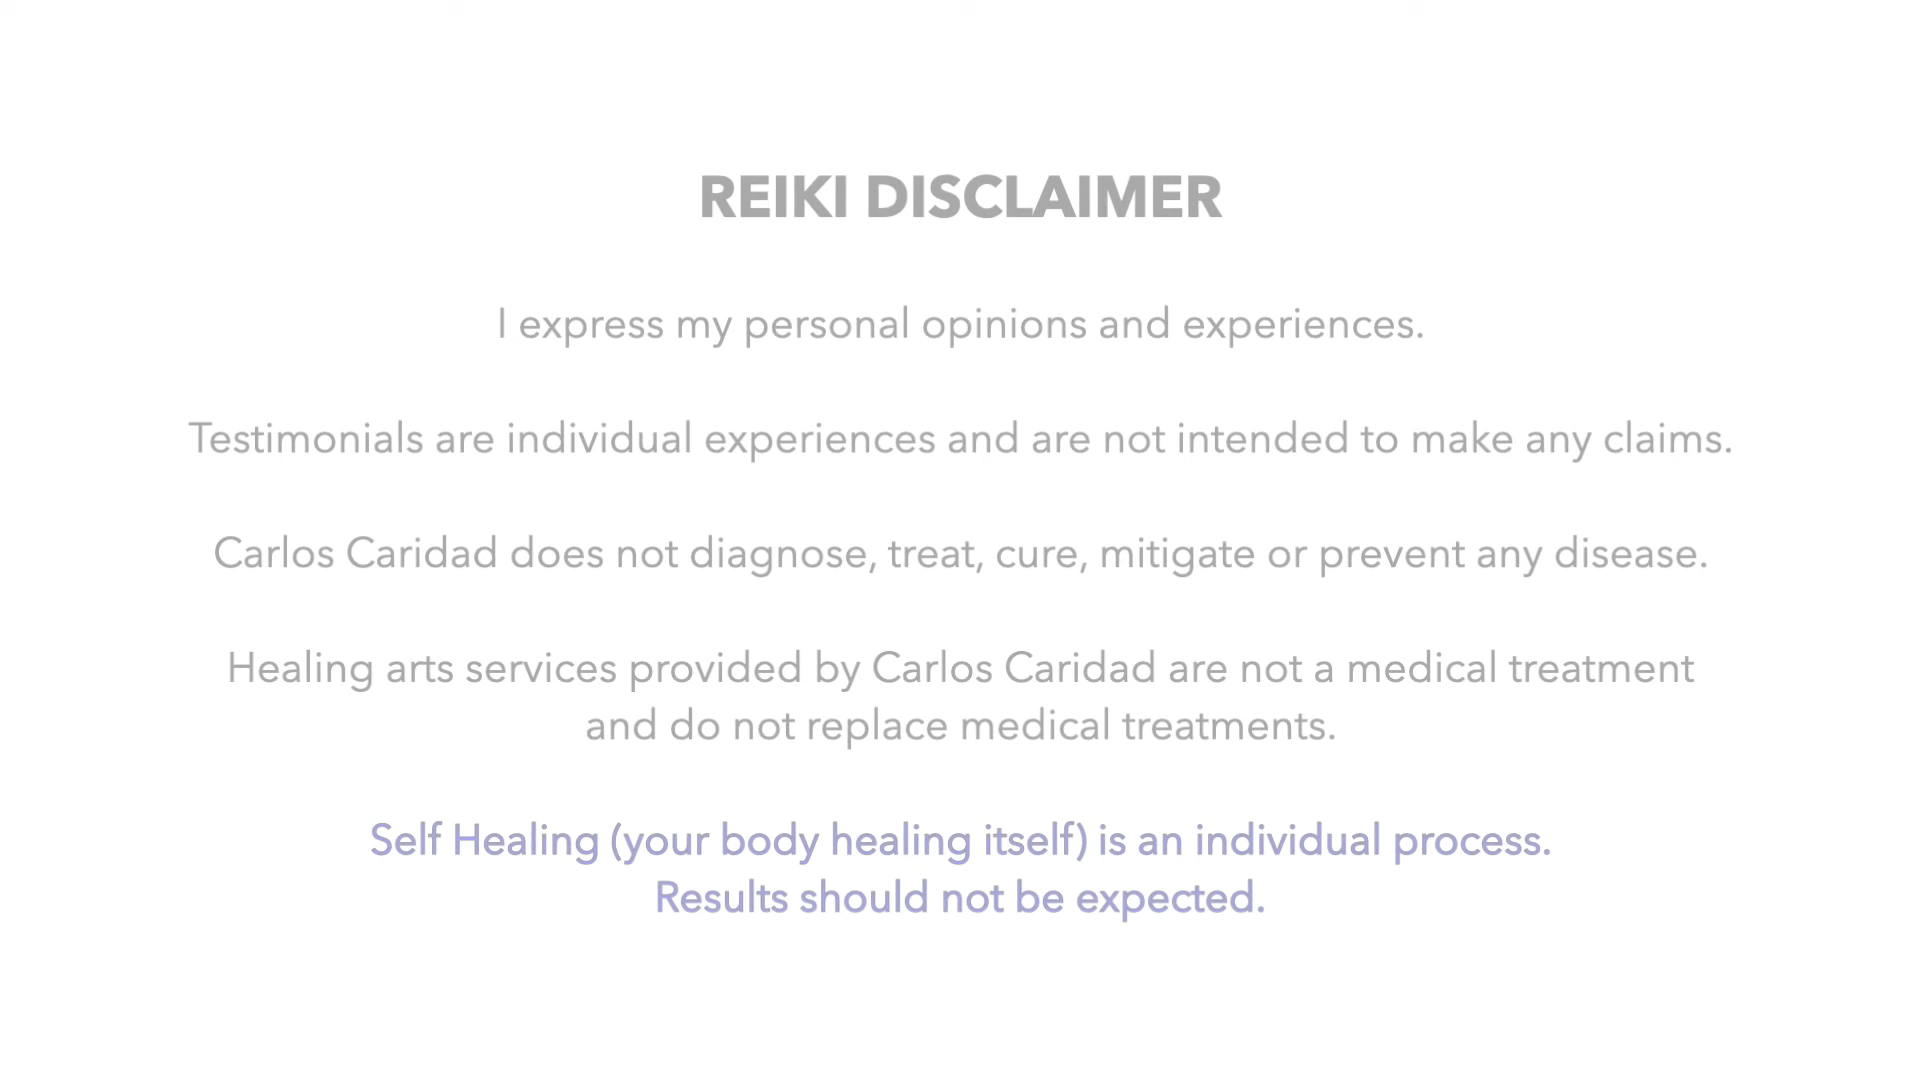 REIKI DISCLAIMER
I express my personal opinions and experiences.
Testimonials are individual experiences and are not intended to make any claims.
Carlos Caridad does not diagnose, treat, cure, mitigate or prevent any disease.
Healing arts services provided by Carlos Caridad are not a medical treatment
and do not replace medical treatments.
Self Healing (your body healing itself) is an individual process.
Results should not be expected.